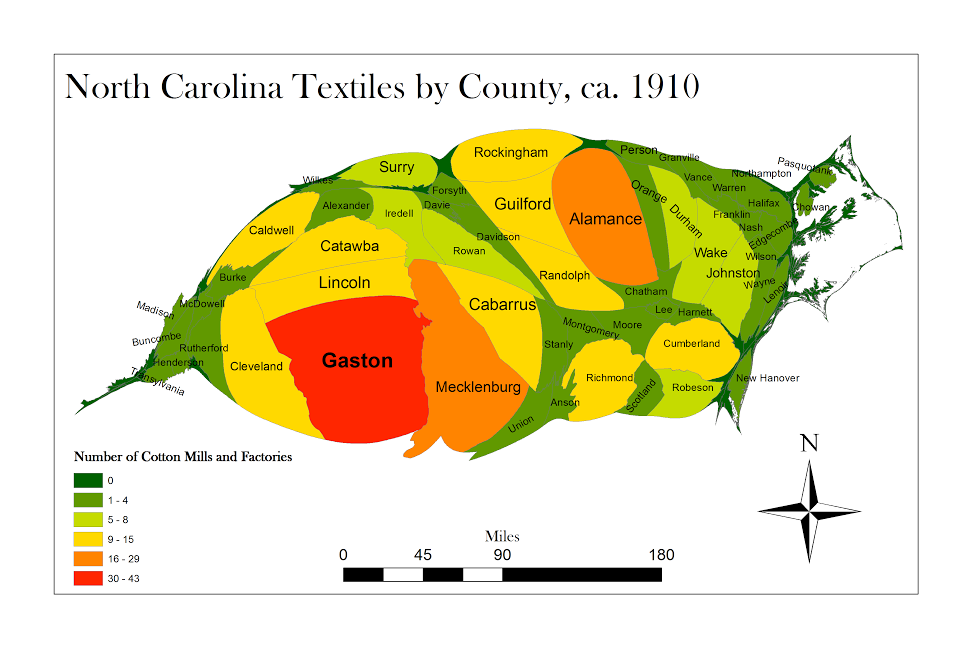 North Carolina Textiles by County, ca. 1910
Rockingham
Person
Granville
Surry
Pasquotank
Northampton
Vance
Wilkes
Warren
Forsyth
Orange
Alexander
Davie
Guilford
Halifax
Chowan
Iredell
Alamance
Durham
Franklin
Caldwell
Nash
Edgecombe
Davidson
Catawba
Rowan
Wake
Wilson
Burke
Randolph
Johnston
Lincoln
Wayne
Chatham
Lenoir
McDowell
Cabarrus
Madison
Lee
Harnett
Montgomery
Moore
Buncombe
Stanly
Cumberland
Rutherford
Gaston
Henderson
Cleveland
Richmond
New Hanover
Transylvania
Mecklenburg
Scotland
Robeson
Anson
Union
N
Number of Cotton Mills and Factories
0
1 - 4
5 - 8
9 - 15
16 - 29
30 - 43
Miles
0 45 90 180